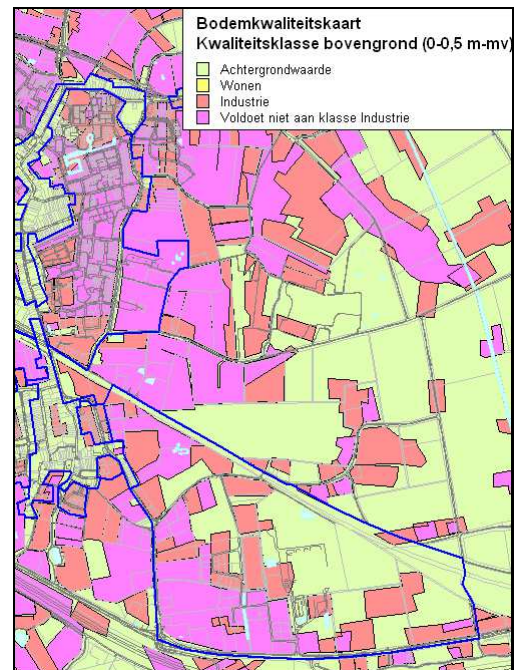 Bodemkwaliteitskaart
Kwaliteitsklasse bovengrond (0-0,5 m-mv)
Achtergrondwaarde
Wonen
Industrie
Voldoet niet aan klasse Industrie